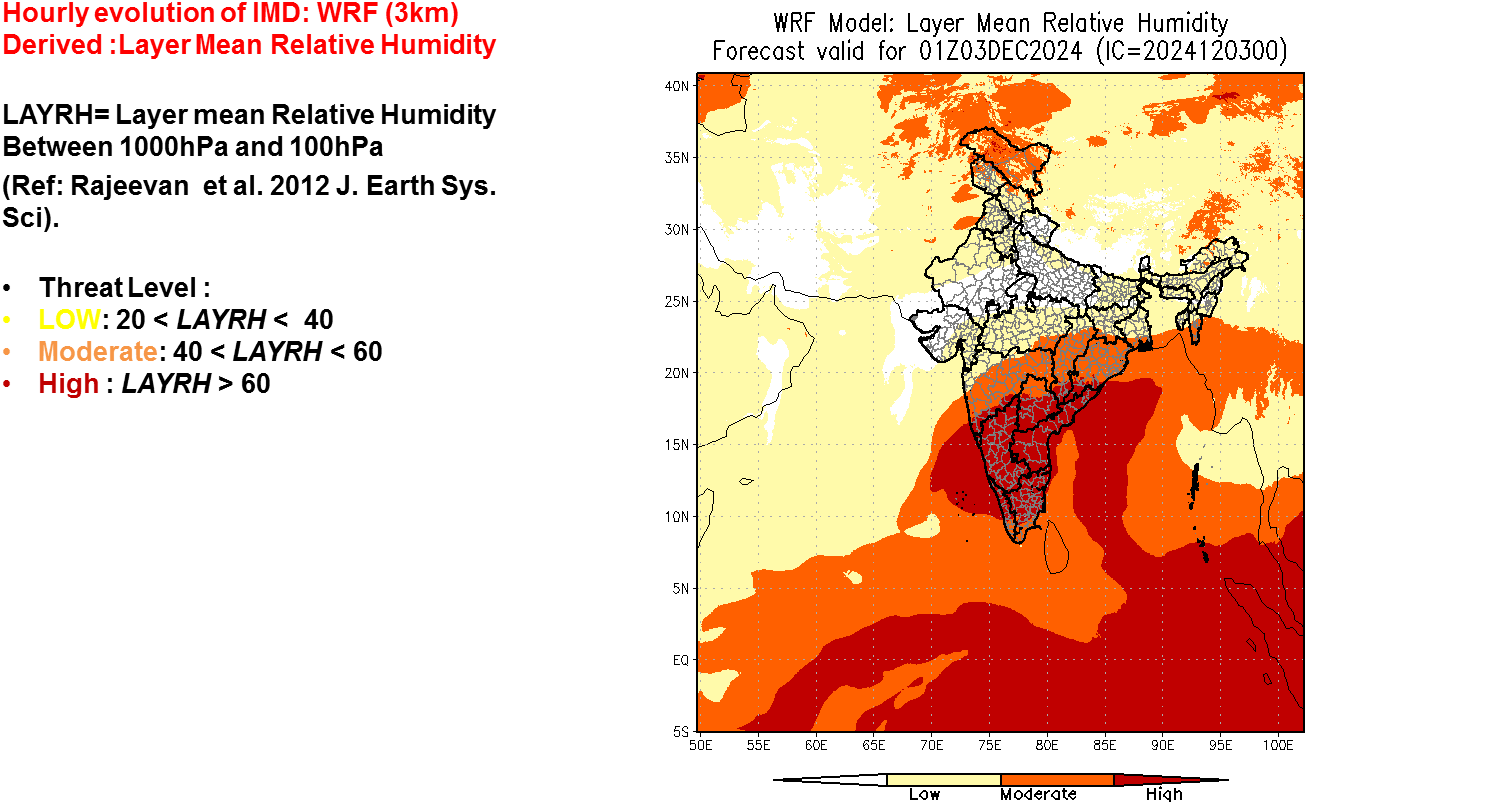 Hourly evolution of IMD: WRF (3km)
Derived :Layer Mean Relative Humidity
LAYRH= Layer mean Relative Humidity
Between 1000hPa and 100hPa
(Ref: Rajeevan et al. 2012 J. Earth Sys.
Sci).
• Threat Level :
• LOW: 20 < LAYRH < 40
• Moderate: 40 < LAYRH < 60
• High : LAYRH > 60
WRF Model: Layer Mean Relative Humidity
Forecast valid for 01Z03DEC2024 (IC=2024120300)
40N
35N
30N
25N
20N
15N
10N
5N
EQ
5S
50E 55E 60E 65E 70E 75E 80E 85E 90E 95E 100E
Low Moderate High